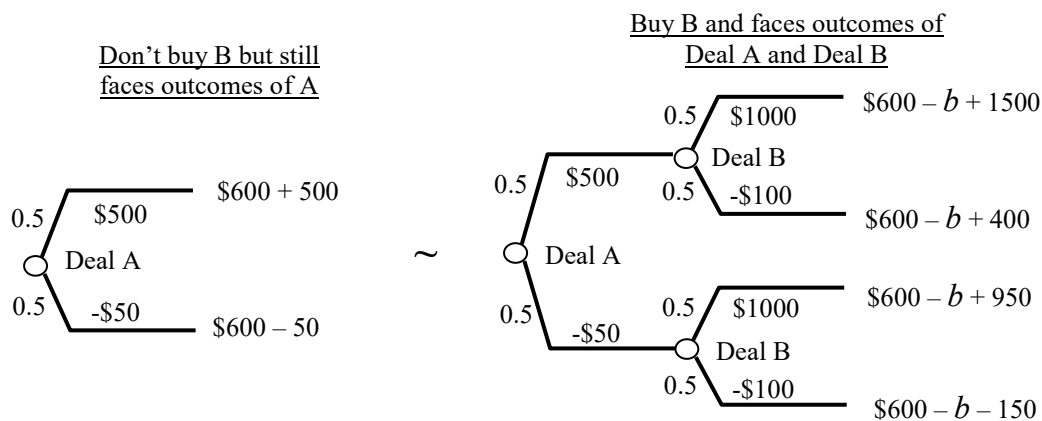 Don’t buy B but still
faces outcomes of A
0.5
$500
$600 + 500
Deal A
0.5
-$50
$600 – 50
~
Buy B and faces outcomes of
Deal A and Deal B
0.5
$1000
$600 – b + 1500
Deal B
0.5
-$100
$600 – b + 400
0.5
$500
Deal A
0.5
-$50
0.5
$1000
$600 – b + 950
Deal B
0.5
-$100
$600 – b – 150